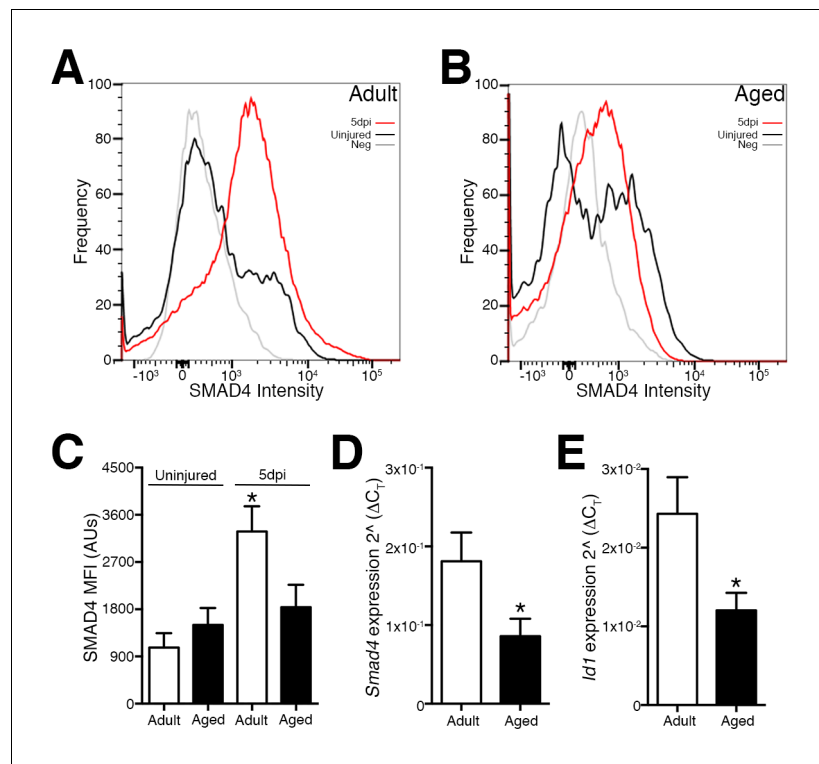 A
Adult
5dpi
Uinjured
Neg
Frequency
100
80
60
40
20
0
-10³ 0 10³ 10⁴ 10⁵
SMAD4 Intensity
B
Aged
5dpi
Uinjured
Neg
Frequency
100
80
60
40
20
0
-10³ 0 10³ 10⁴ 10⁵
SMAD4 Intensity
C
Uninjured 5dpi
SMAD4 MFI (AUs)
4500
3600
2700
1800
900
0
*
Adult Aged Adult Aged
D
Smad4 expression 2^ (ΔC_T)
3x10⁻¹
2x10⁻¹
1x10⁻¹
0
*
Adult Aged
E
Id1 expression 2^ (ΔC_T)
3x10⁻²
2x10⁻²
1x10⁻²
0
*
Adult Aged